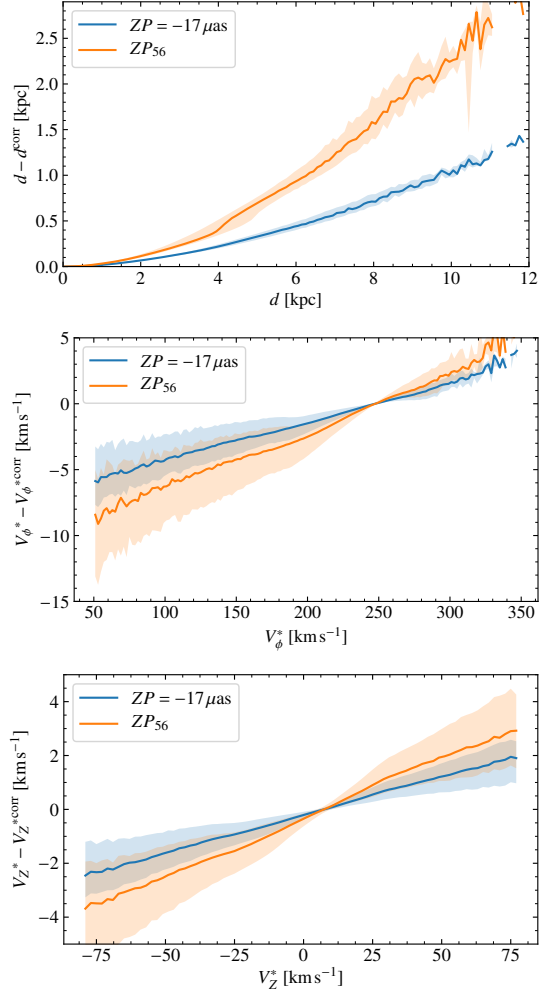 ZP = −17 μas
ZP₅₆
2.5
2.0
1.5
1.0
0.5
0.0
d − d^corr [kpc]
0 2 4 6 8 10 12
d [kpc]
ZP = −17 μas
ZP₅₆
5
0
−5
−10
−15
V_ϕ^* − V_ϕ^*corr [km s⁻¹]
50 100 150 200 250 300 350
V_ϕ^* [km s⁻¹]
ZP = −17 μas
ZP₅₆
4
2
0
−2
−4
V_Z^* − V_Z^*corr [km s⁻¹]
−75 −50 −25 0 25 50 75
V_Z^* [km s⁻¹]